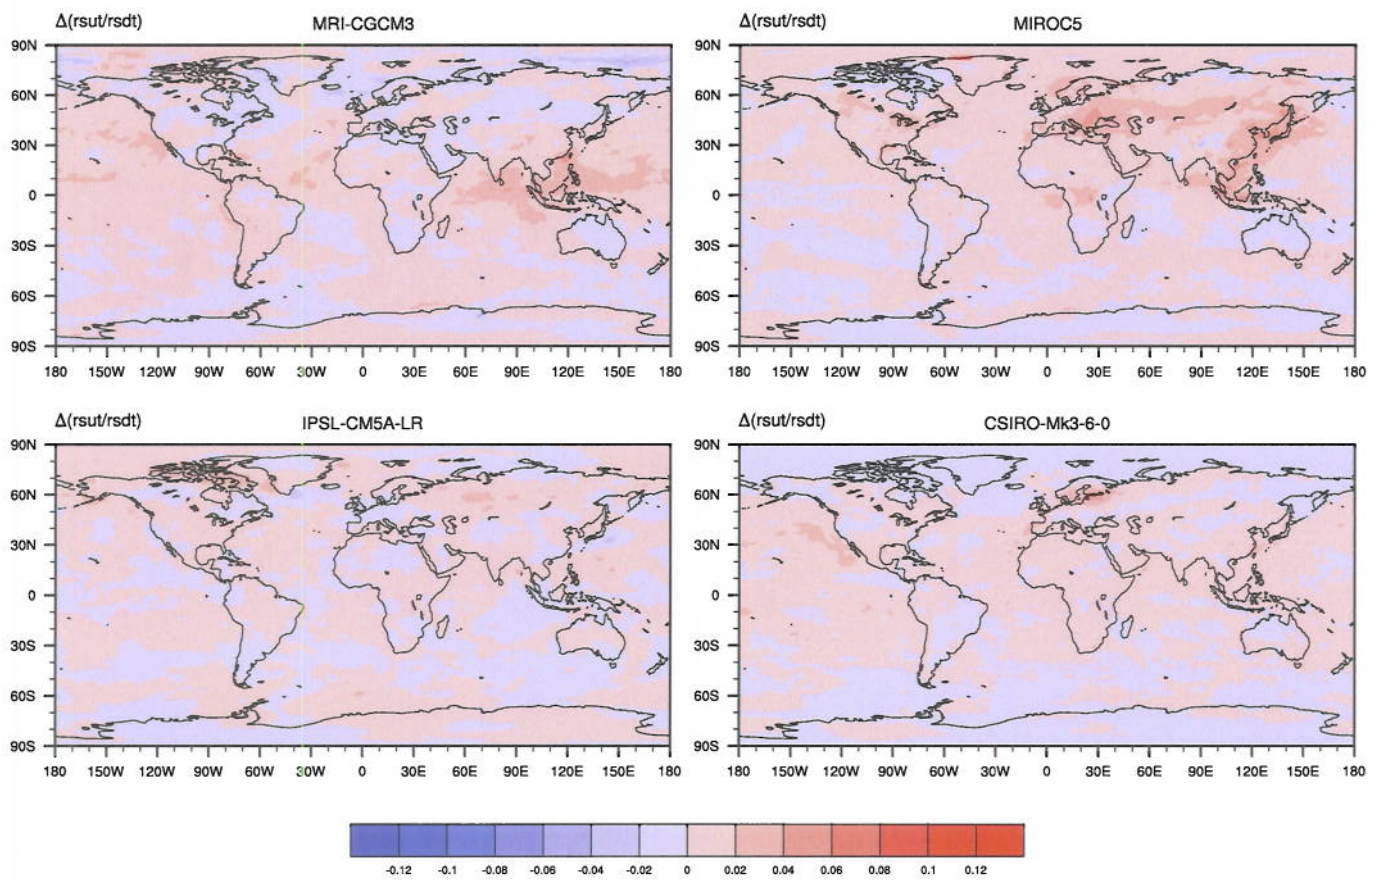 Δ(rsut/rsdt) MRI-CGCM3
90N
60N
30N
0
30S
60S
90S
180 150W 120W 90W 60W 30W 0 30E 60E 90E 120E 150E 180
Δ(rsut/rsdt) MIROC5
90N
60N
30N
0
30S
60S
90S
180 150W 120W 90W 60W 30W 0 30E 60E 90E 120E 150E 180
Δ(rsut/rsdt) IPSL-CM5A-LR
90N
60N
30N
0
30S
60S
90S
180 150W 120W 90W 60W 30W 0 30E 60E 90E 120E 150E 180
Δ(rsut/rsdt) CSIRO-Mk3-6-0
90N
60N
30N
0
30S
60S
90S
180 150W 120W 90W 60W 30W 0 30E 60E 90E 120E 150E 180
-0.12 -0.1 -0.08 -0.06 -0.04 -0.02 0 0.02 0.04 0.06 0.08 0.1 0.12